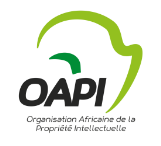 OAPI
Organisation Africaine de la
Propriété Intellectuelle